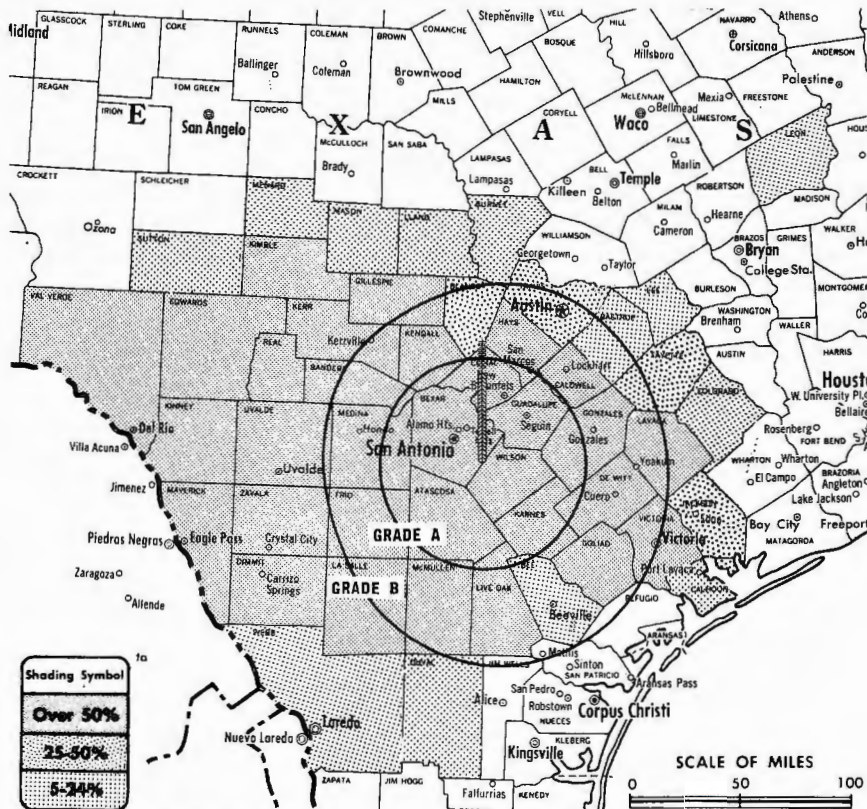 GLASSCOCK STERLING COKE RUNNELS COLEMAN BROWN COMANCHE Stephenville HILL NAVARRO Athens
Midland Ballinger Coleman Brownwood HAMILTON BOSQUE Hillsboro Corsicana ANDERSON
REAGAN TOM GREEN CONCHO MILLS CORYELL McLENNAN Bellmead Mexia FREESTONE Palestine
IRION San Angelo Waco LIMESTONE
E X A S
McCULLOCH SAN SABA LAMPASAS FALLS LEON
CROCKETT SCHLEICHER MENARD Brady Lampasas BELL Temple Marlin
Killeen Belton ROBERTSON MADISON
Ozona MASON LLANO BURNET MILAM Hearne WALKER
SUTTON KIMBLE WILLIAMSON Cameron BRAZOS GRIMES
Georgetown Taylor Bryan College Sta.
VAL VERDE EDWARDS GILLESPIE Austin LEE BURLESON MONTGOMERY
KERR HAYS BASTROP WASHINGTON
REAL Kerrville KENDALL San Marcos Lockhart Brenham WALLER
BANDERA CALDWELL AUSTIN HARRIS
KINNEY UVALDE MEDINA BEXAR GUADALUPE GONZALES COLORADO Houston
Hondo Alamo Hts. Seguin Gonzales LAVACA W. University Pl.
Del Rio San Antonio Rosenberg Bellaire
Villa Acuna Uvalde WILSON Yoakum WHARTON FORT BEND
Jimenez MAVERICK ZAVALA FRIO ATASCOSA DE WITT Wharton BRAZORIA
Cuero El Campo Angleton
KARNES Lake Jackson
Piedras Negras Eagle Pass Crystal City GRADE A VICTORIA Bay City Freeport
GOLIAD Victoria MATAGORDA
DIMMIT LA SALLE McMULLEN BEE Port Lavaca
Zaragoza Carrizo Springs GRADE B LIVE OAK CALHOUN
Allende Beeville REFUGIO
WEBB ARANSAS
Mathis
DUVAL JIM WELLS Sinton
SAN PATRICIO Aransas Pass
Shading Symbol
Over 50%
25-50%
5-24%
Alice San Pedro Robstown Corpus Christi
NUECES
Laredo
Nuevo Laredo Kingsville KLEBERG
SCALE OF MILES
ZAPATA JIM HOGG Falfurrias KENEDY
0 50 100